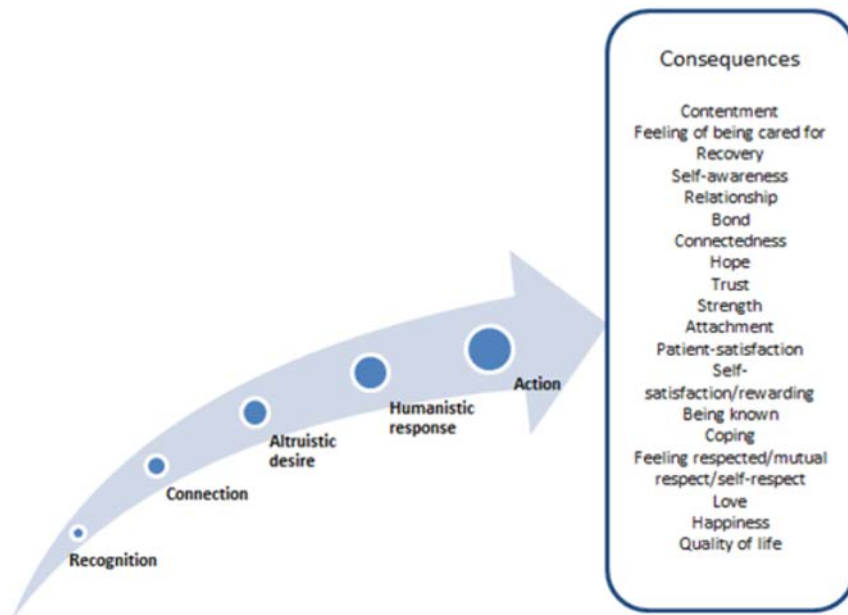 Consequences
Contentment
Feeling of being cared for
Recovery
Self-awareness
Relationship
Bond
Connectedness
Hope
Trust
Strength
Attachment
Patient-satisfaction
Self-
satisfaction/rewarding
Being known
Coping
Feeling respected/mutual
respect/self-respect
Love
Happiness
Quality of life
Action
Humanistic
response
Altruistic
desire
Connection
Recognition